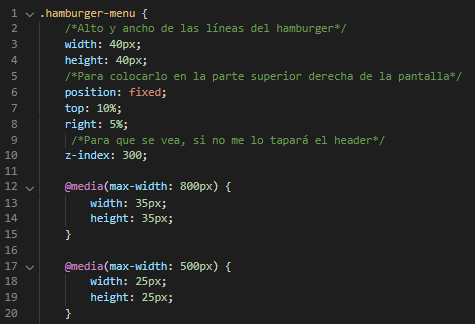 1 .hamburger-menu {
2 /*Alto y ancho de las líneas del hamburger*/
3 width: 40px;
4 height: 40px;
5 /*Para colocarlo en la parte superior derecha de la pantalla*/
6 position: fixed;
7 top: 10%;
8 right: 5%;
9 /*Para que se vea, si no me lo tapará el header*/
10 z-index: 300;
11
12 @media(max-width: 800px) {
13 width: 35px;
14 height: 35px;
15 }
16
17 @media(max-width: 500px) {
18 width: 25px;
19 height: 25px;
20 }